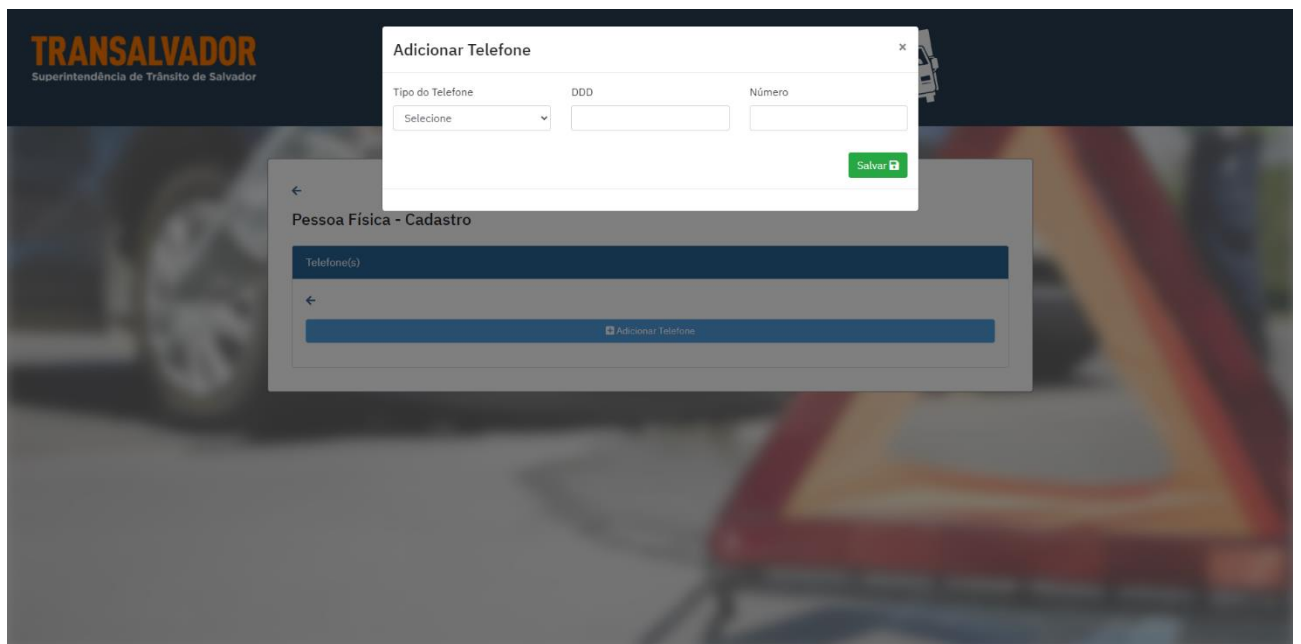 TRANSALVADOR
Superintendência de Trânsito de Salvador
Adicionar Telefone ×
Tipo do Telefone DDD Número
Selecione
Salvar
Pessoa Física - Cadastro
Telefone(s)
Adicionar Telefone